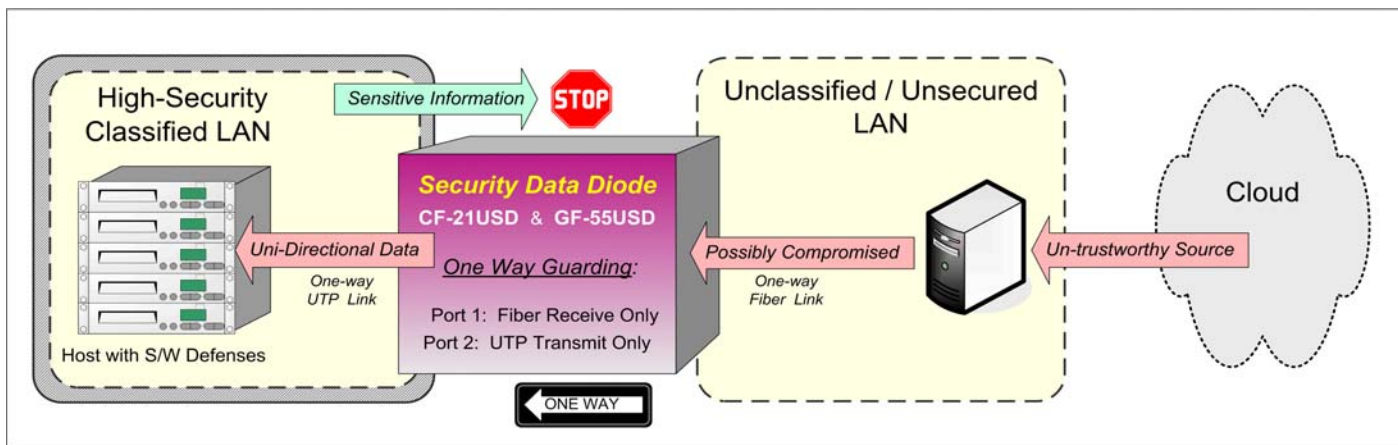 High-Security
Classified LAN
Sensitive Information
STOP
Unclassified / Unsecured
LAN
Security Data Diode
CF-21USD & GF-55USD
Cloud
Uni-Directional Data
One-way
UTP Link
One Way Guarding:
Possibly Compromised
One-way
Fiber Link
Un-trustworthy Source
Port 1: Fiber Receive Only
Port 2: UTP Transmit Only
Host with S/W Defenses
ONE WAY